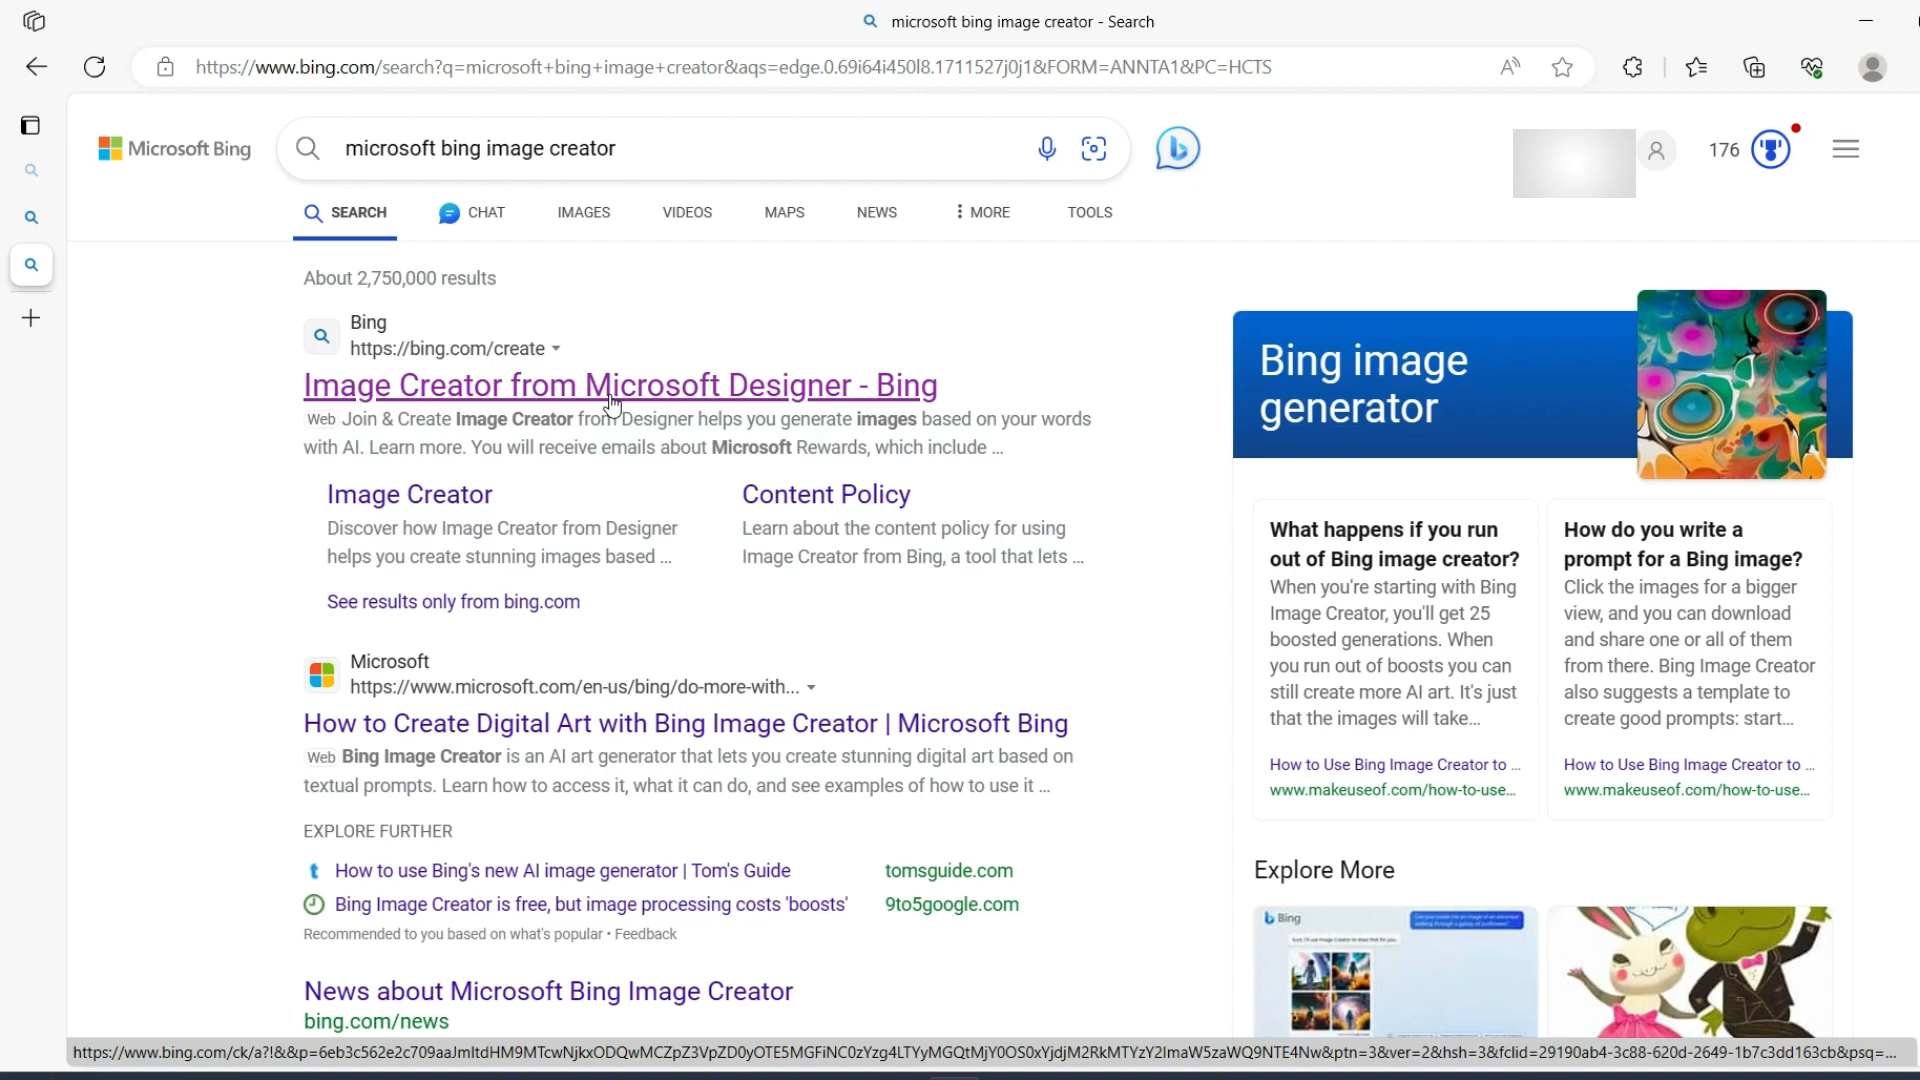 microsoft bing image creator - Search
https://www.bing.com/search?q=microsoft+bing+image+creator&aqs=edge.0.69i64i450l8.1711527j0j1&FORM=ANNTA1&PC=HCTS
Microsoft Bing
microsoft bing image creator
176
SEARCH CHAT IMAGES VIDEOS MAPS NEWS MORE TOOLS
About 2,750,000 results
Bing
https://bing.com/create
Image Creator from Microsoft Designer - Bing
Web Join & Create Image Creator from Designer helps you generate images based on your words
with AI. Learn more. You will receive emails about Microsoft Rewards, which include ...
Image Creator
Discover how Image Creator from Designer
helps you create stunning images based ...
Content Policy
Learn about the content policy for using
Image Creator from Bing, a tool that lets ...
See results only from bing.com
Microsoft
https://www.microsoft.com/en-us/bing/do-more-with...
How to Create Digital Art with Bing Image Creator | Microsoft Bing
Web Bing Image Creator is an AI art generator that lets you create stunning digital art based on
textual prompts. Learn how to access it, what it can do, and see examples of how to use it ...
EXPLORE FURTHER
How to use Bing's new AI image generator | Tom's Guide tomsguide.com
Bing Image Creator is free, but image processing costs 'boosts' 9to5google.com
Recommended to you based on what's popular • Feedback
News about Microsoft Bing Image Creator
bing.com/news
Bing image
generator
What happens if you run
out of Bing image creator?
When you're starting with Bing
Image Creator, you'll get 25
boosted generations. When
you run out of boosts you can
still create more AI art. It's just
that the images will take...
How to Use Bing Image Creator to ...
www.makeuseof.com/how-to-use...
How do you write a
prompt for a Bing image?
Click the images for a bigger
view, and you can download
and share one or all of them
from there. Bing Image Creator
also suggests a template to
create good prompts: start...
How to Use Bing Image Creator to ...
www.makeuseof.com/how-to-use...
Explore More
Bing